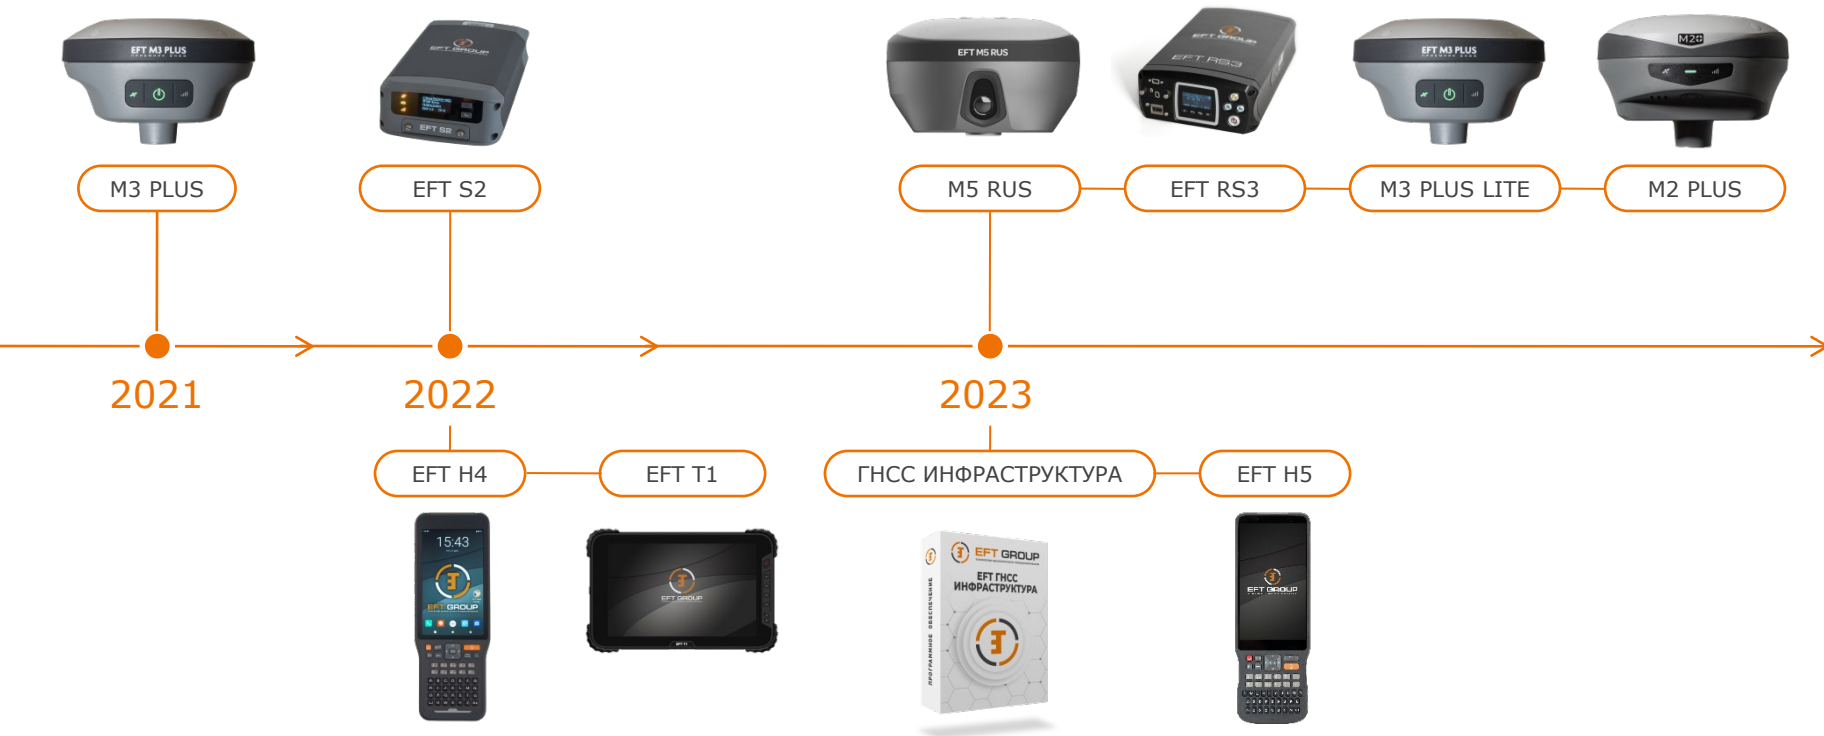 EFT M3 PLUS
EFT GROUP
EFT S2
EFT M5 RUS
EFT GROUP
EFT RS3
EFT M3 PLUS
M2
M3 PLUS
EFT S2
M5 RUS
EFT RS3
M3 PLUS LITE
M2 PLUS
2021
2022
2023
EFT H4
EFT T1
ГНСС ИНФРАСТРУКТУРА
EFT H5
15:43
EFT GROUP
EFT GROUP
EFT T1
EFT GROUP
EFT ГНСС
ИНФРАСТРУКТУРА
ПРОГРАММНОЕ ОБЕСПЕЧЕНИЕ
EFT GROUP